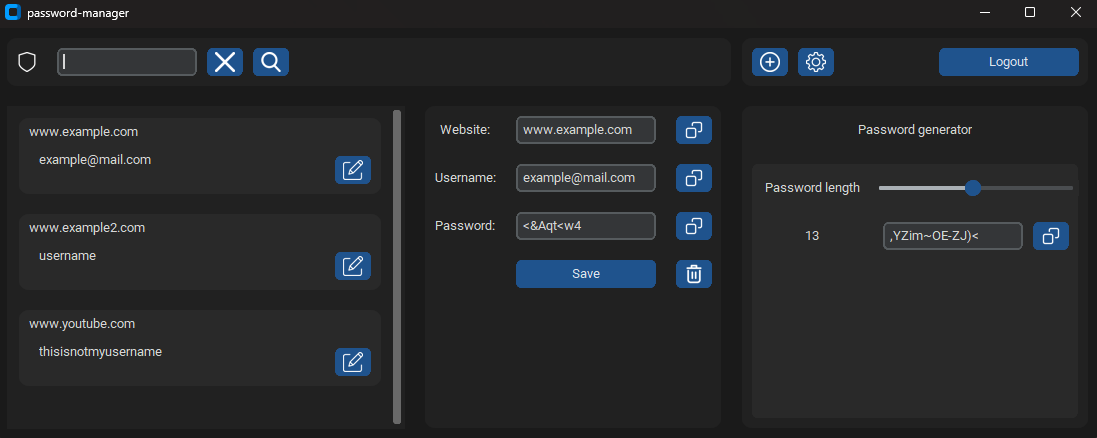 password-manager
Logout
www.example.com
example@mail.com
www.example2.com
username
www.youtube.com
thisisnotmyusername
Website: www.example.com
Username: example@mail.com
Password: <&Aqt<w4
Save
Password generator
Password length
13 ,YZim~OE-ZJ)<